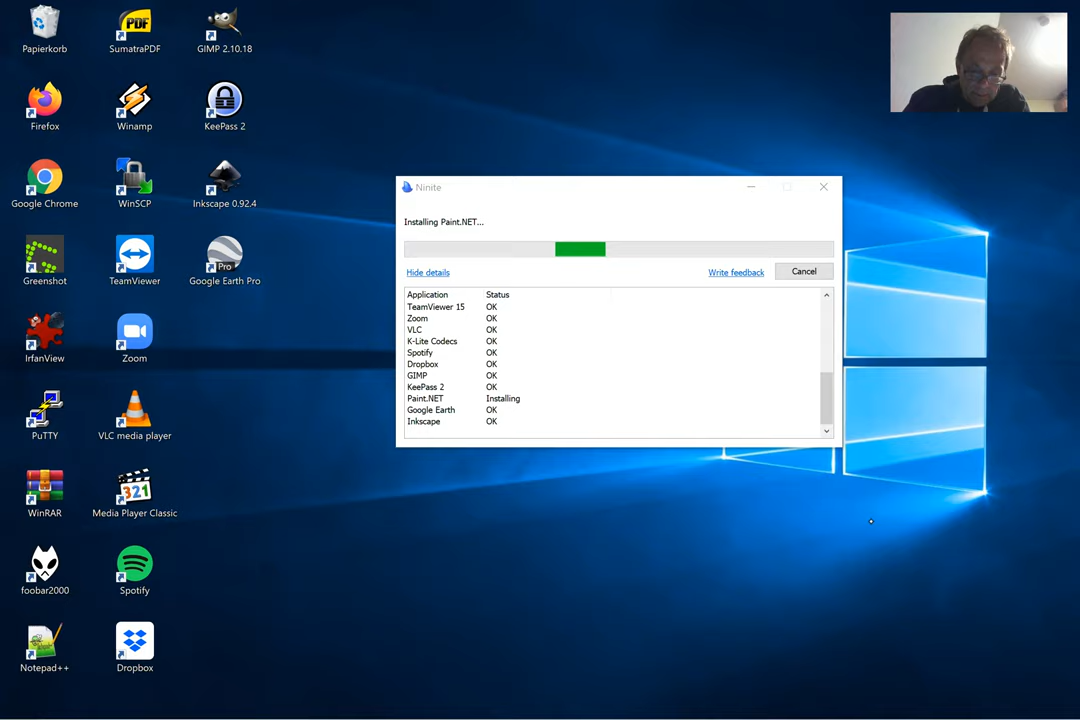 Papierkorb
SumatraPDF
GIMP 2.10.18
Firefox
Winamp
KeePass 2
Google Chrome
WinSCP
Inkscape 0.92.4
Greenshot
TeamViewer
Pro
Google Earth Pro
IrfanView
Zoom
PuTTY
VLC media player
WinRAR
321
Media Player Classic
foobar2000
Spotify
Notepad++
Dropbox
PDF
Ninite
Installing Paint.NET...
Hide details
Write feedback
Cancel
Application Status
TeamViewer 15 OK
Zoom OK
VLC OK
K-Lite Codecs OK
Spotify OK
Dropbox OK
GIMP OK
KeePass 2 OK
Paint.NET Installing
Google Earth OK
Inkscape OK